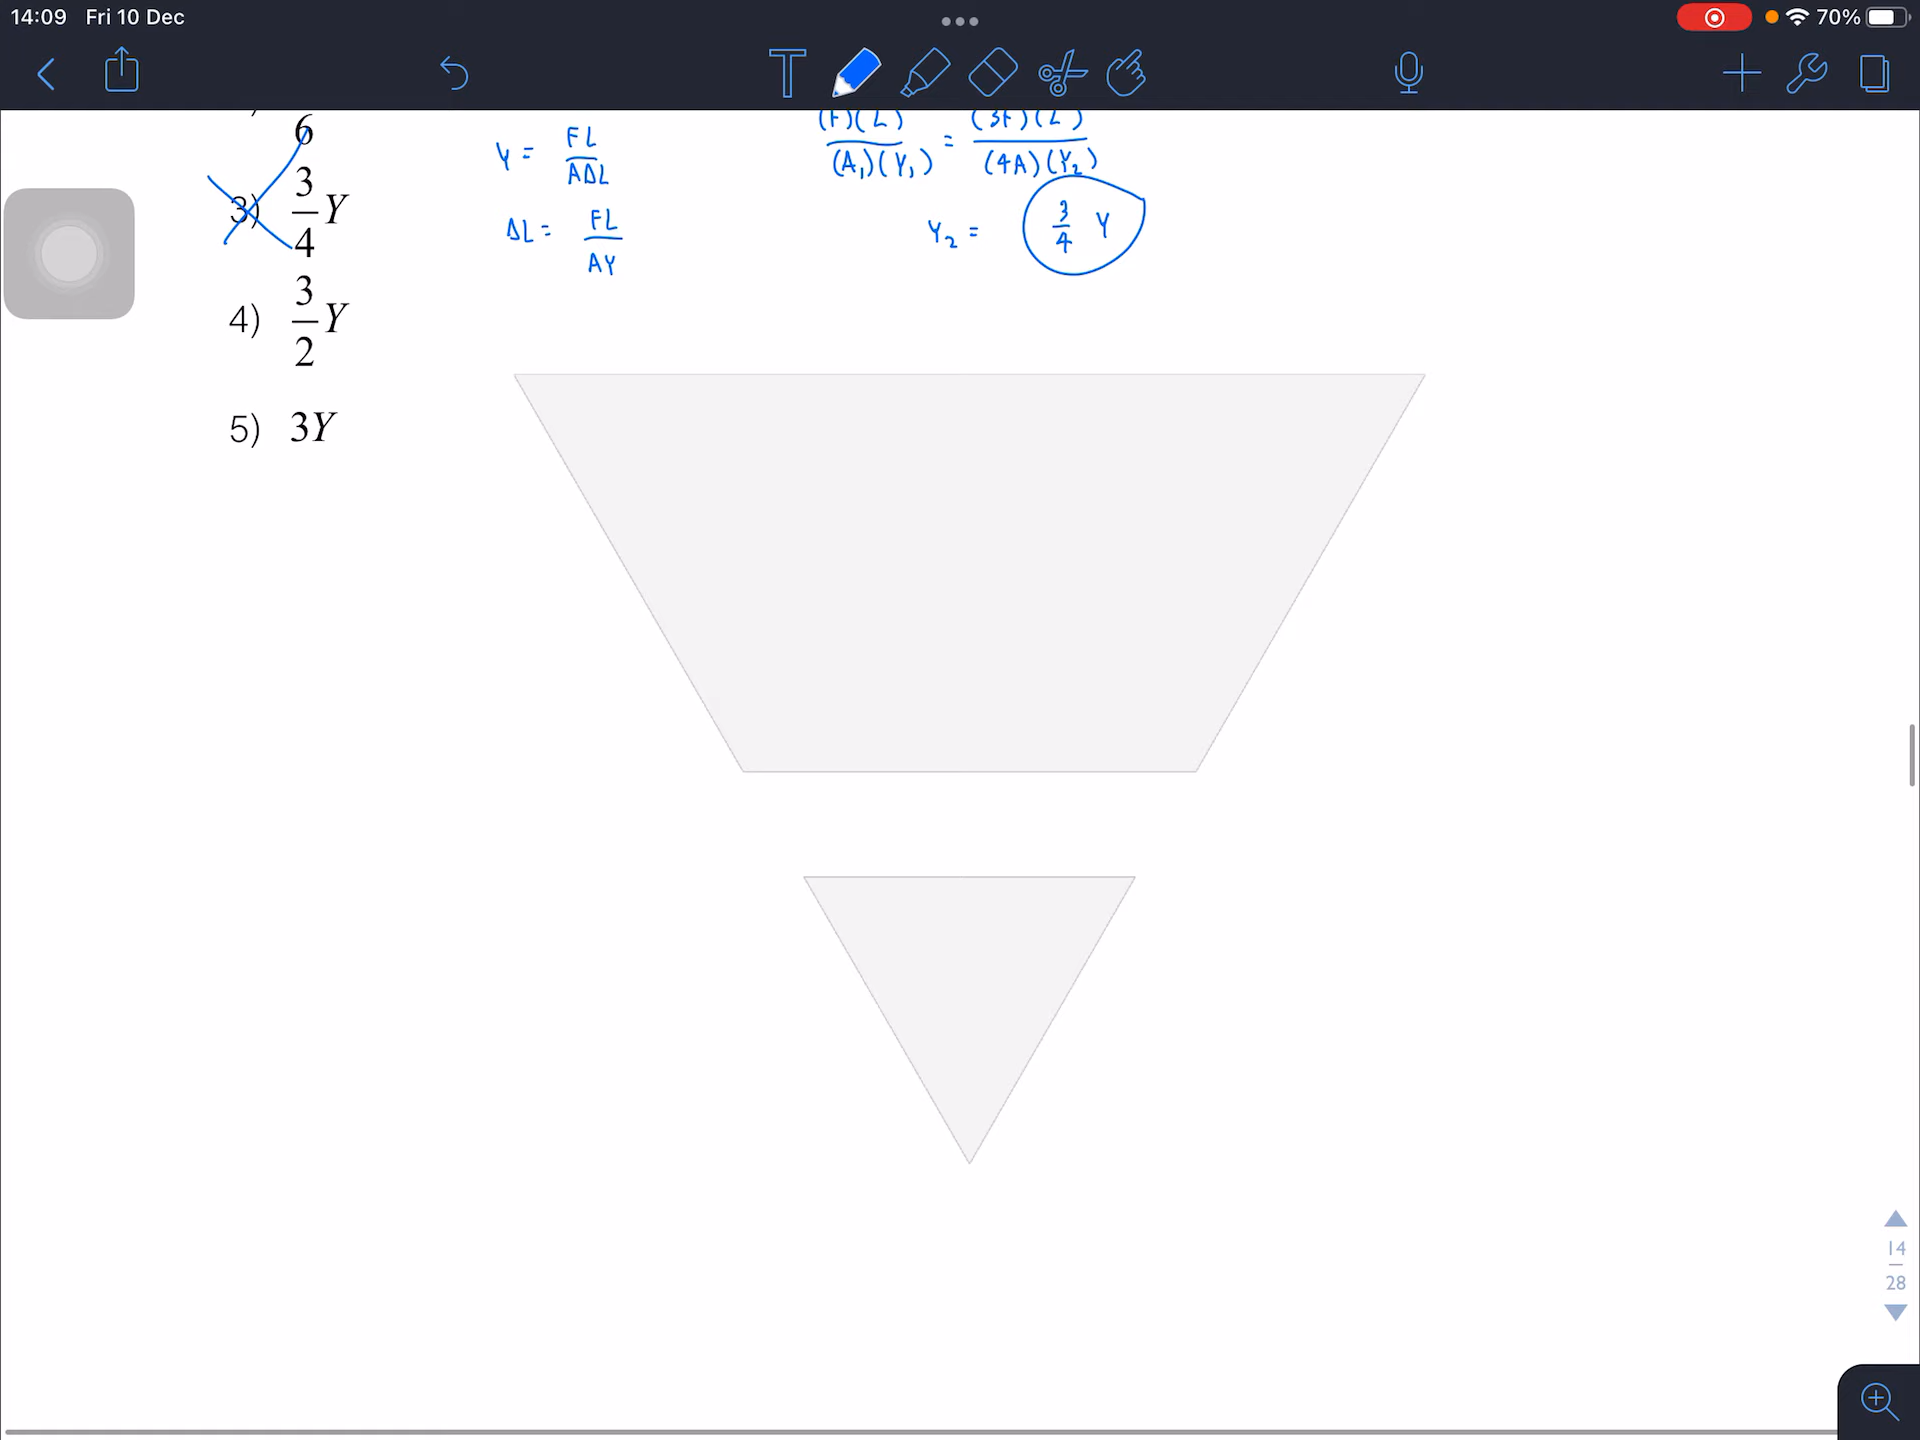 14:09 Fri 10 Dec
70%
T
6
3) 3/4 Y
4) 3/2 Y
5) 3Y
Y = FL/AΔL
ΔL = FL/AY
(F)(L)/(A₁)(Y₁) = (3F)(L)/(4A)(Y₂)
Y₂ = 3/4 Y
14
28